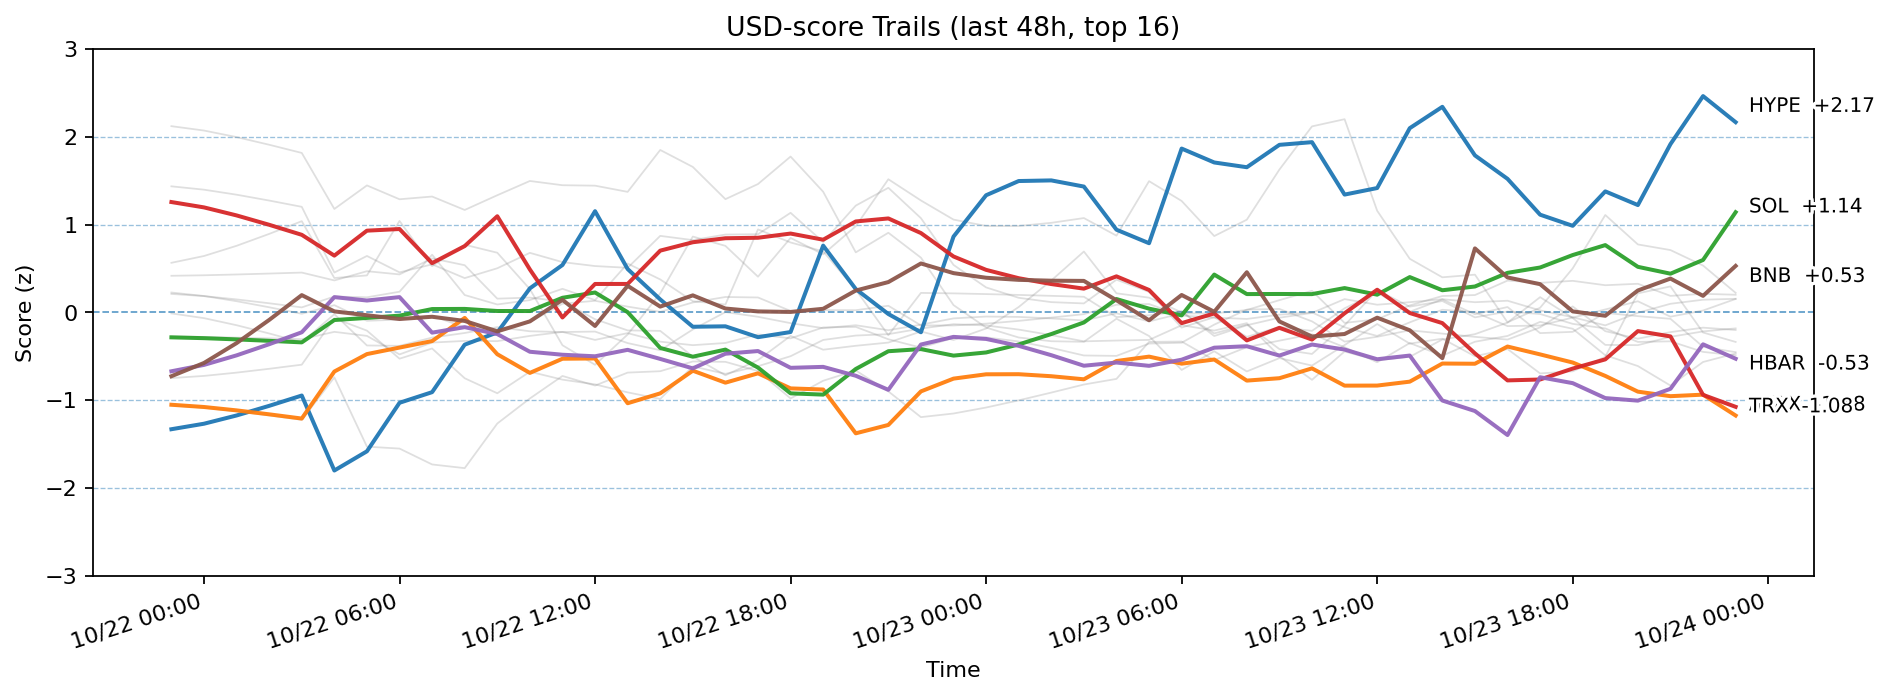 USD-score Trails (last 48h, top 16)
Score (z)
3
2
1
0
−1
−2
−3
HYPE +2.17
SOL +1.14
BNB +0.53
HBAR -0.53
10/22 00:00
10/22 06:00
10/22 12:00
10/22 18:00
10/23 00:00
10/23 06:00
10/23 12:00
10/23 18:00
10/24 00:00
Time